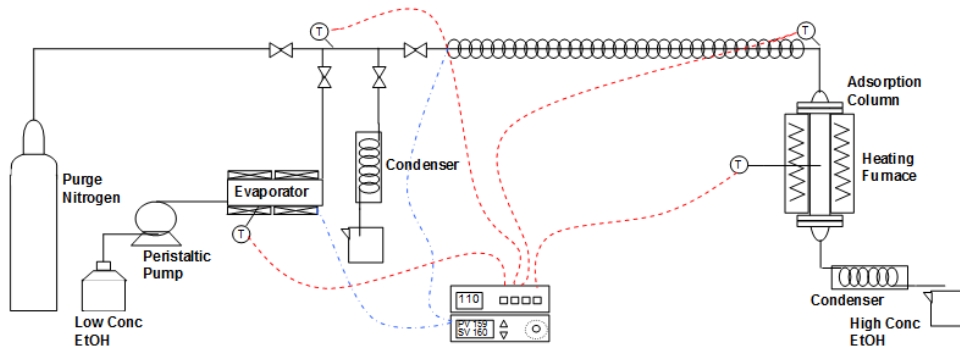 T
T
Adsorption
Column
Purge
Nitrogen
Evaporator
Condenser
T
Heating
Furnace
T
Peristaltic
Pump
Low Conc
EtOH
110
PV 159
SV 160
Condenser
High Conc
EtOH